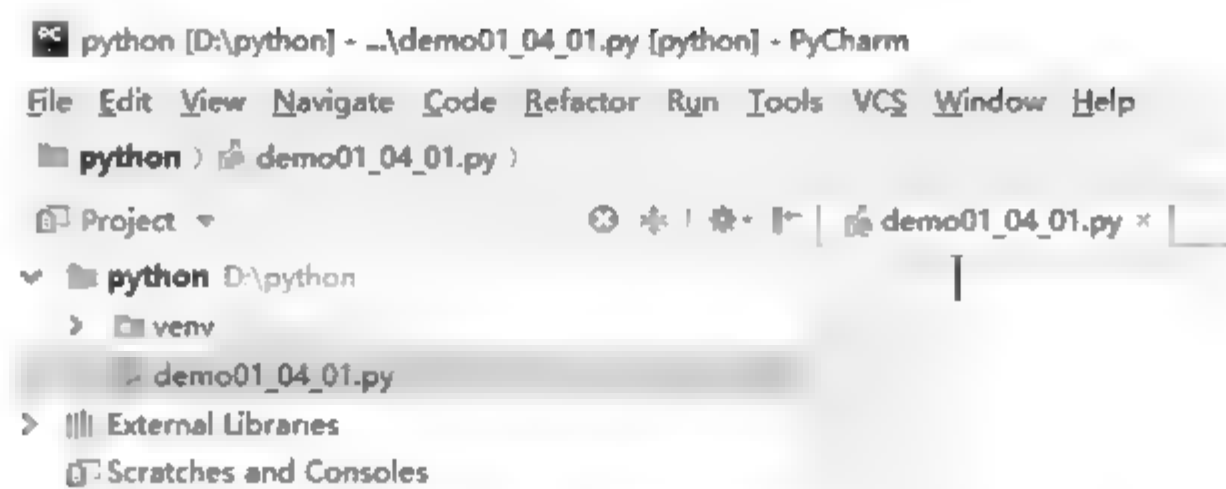 python [D:\python] - ...\demo01_04_01.py [python] - PyCharm
File Edit View Navigate Code Refactor Run Tools VCS Window Help
python demo01_04_01.py
Project demo01_04_01.py
python D:\python
venv
demo01_04_01.py
External Libraries
Scratches and Consoles